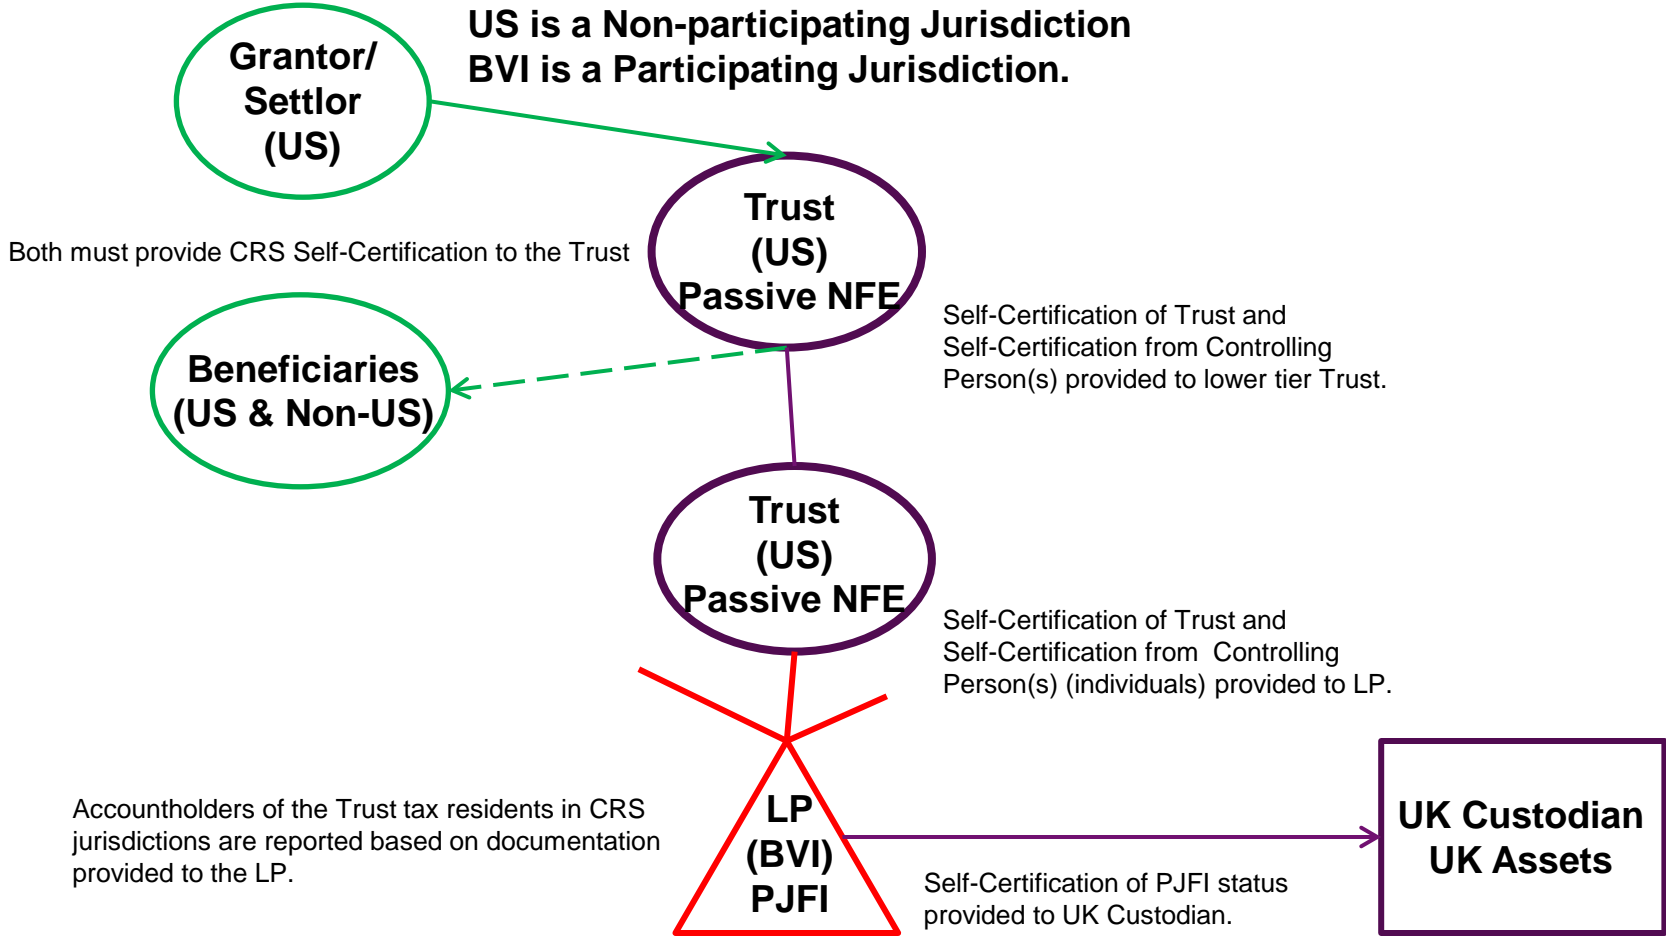 US is a Non-participating Jurisdiction
BVI is a Participating Jurisdiction.
Grantor/
Settlor
(US)
Trust
(US)
Passive NFE
Both must provide CRS Self-Certification to the Trust
Self-Certification of Trust and
Self-Certification from Controlling
Person(s) provided to lower tier Trust.
Beneficiaries
(US & Non-US)
Trust
(US)
Passive NFE
Self-Certification of Trust and
Self-Certification from Controlling
Person(s) (individuals) provided to LP.
Accountholders of the Trust tax residents in CRS
jurisdictions are reported based on documentation
provided to the LP.
LP
(BVI)
PJFI
UK Custodian
UK Assets
Self-Certification of PJFI status
provided to UK Custodian.